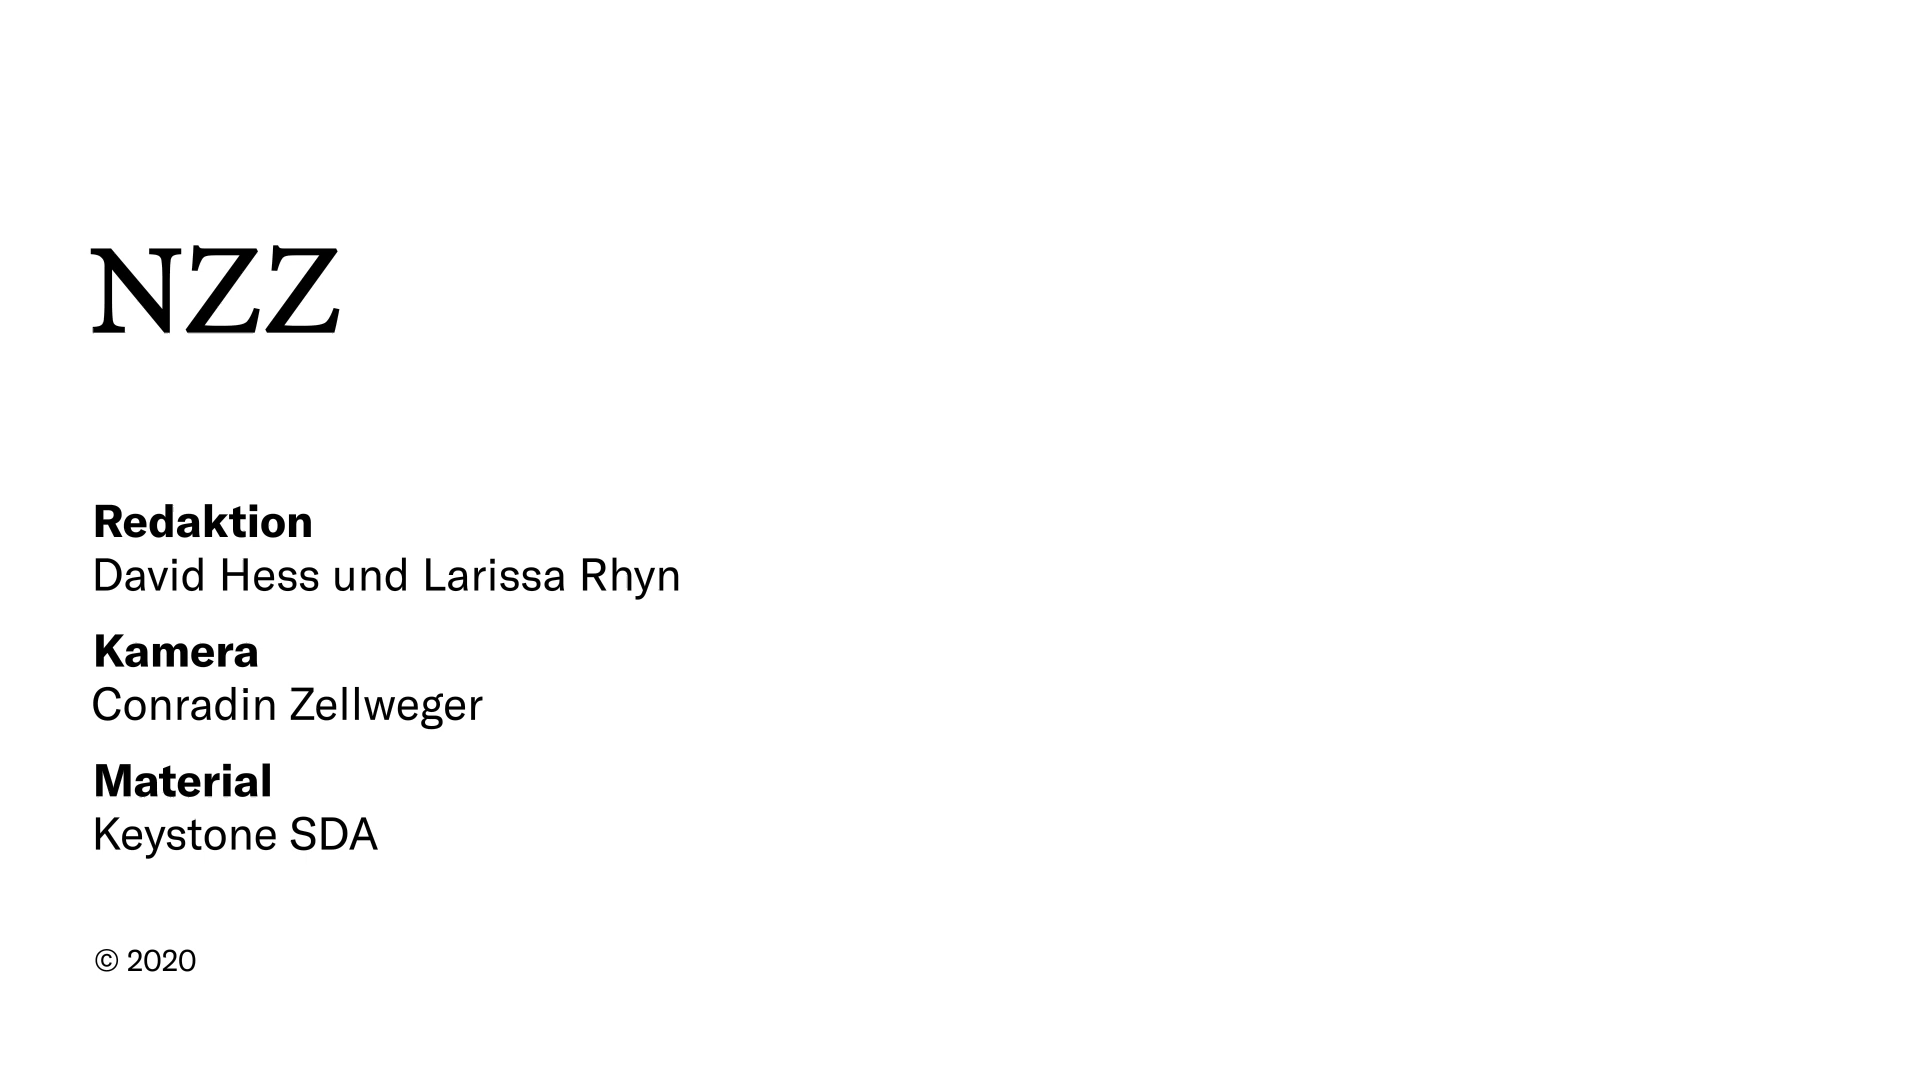 NZZ
Redaktion
David Hess und Larissa Rhyn
Kamera
Conradin Zellweger
Material
Keystone SDA
© 2020